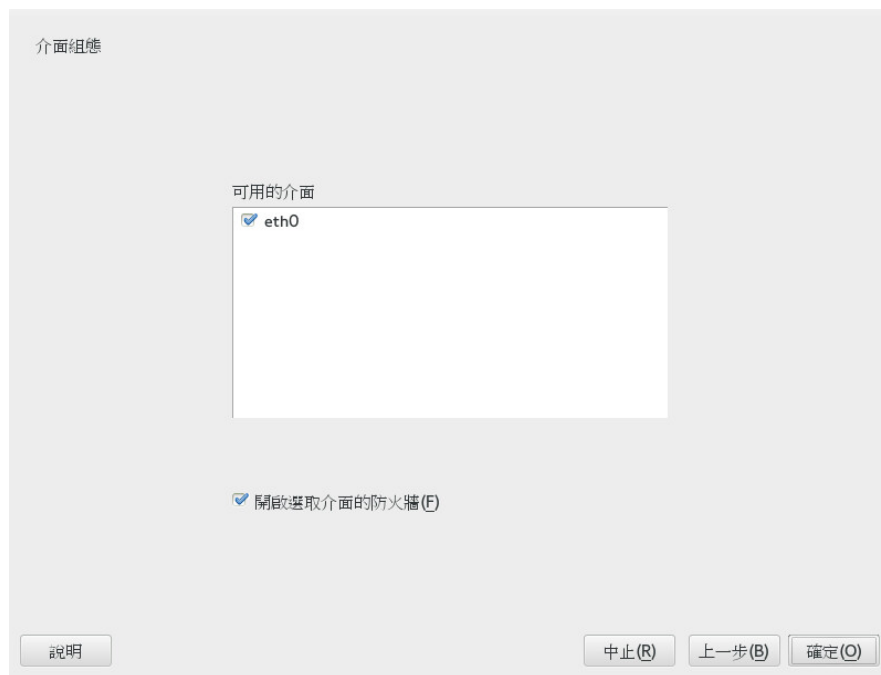 介面組態
可用的介面
eth0
開啟選取介面的防火牆(F)
說明 中止(R) 上一步(B) 確定(O)